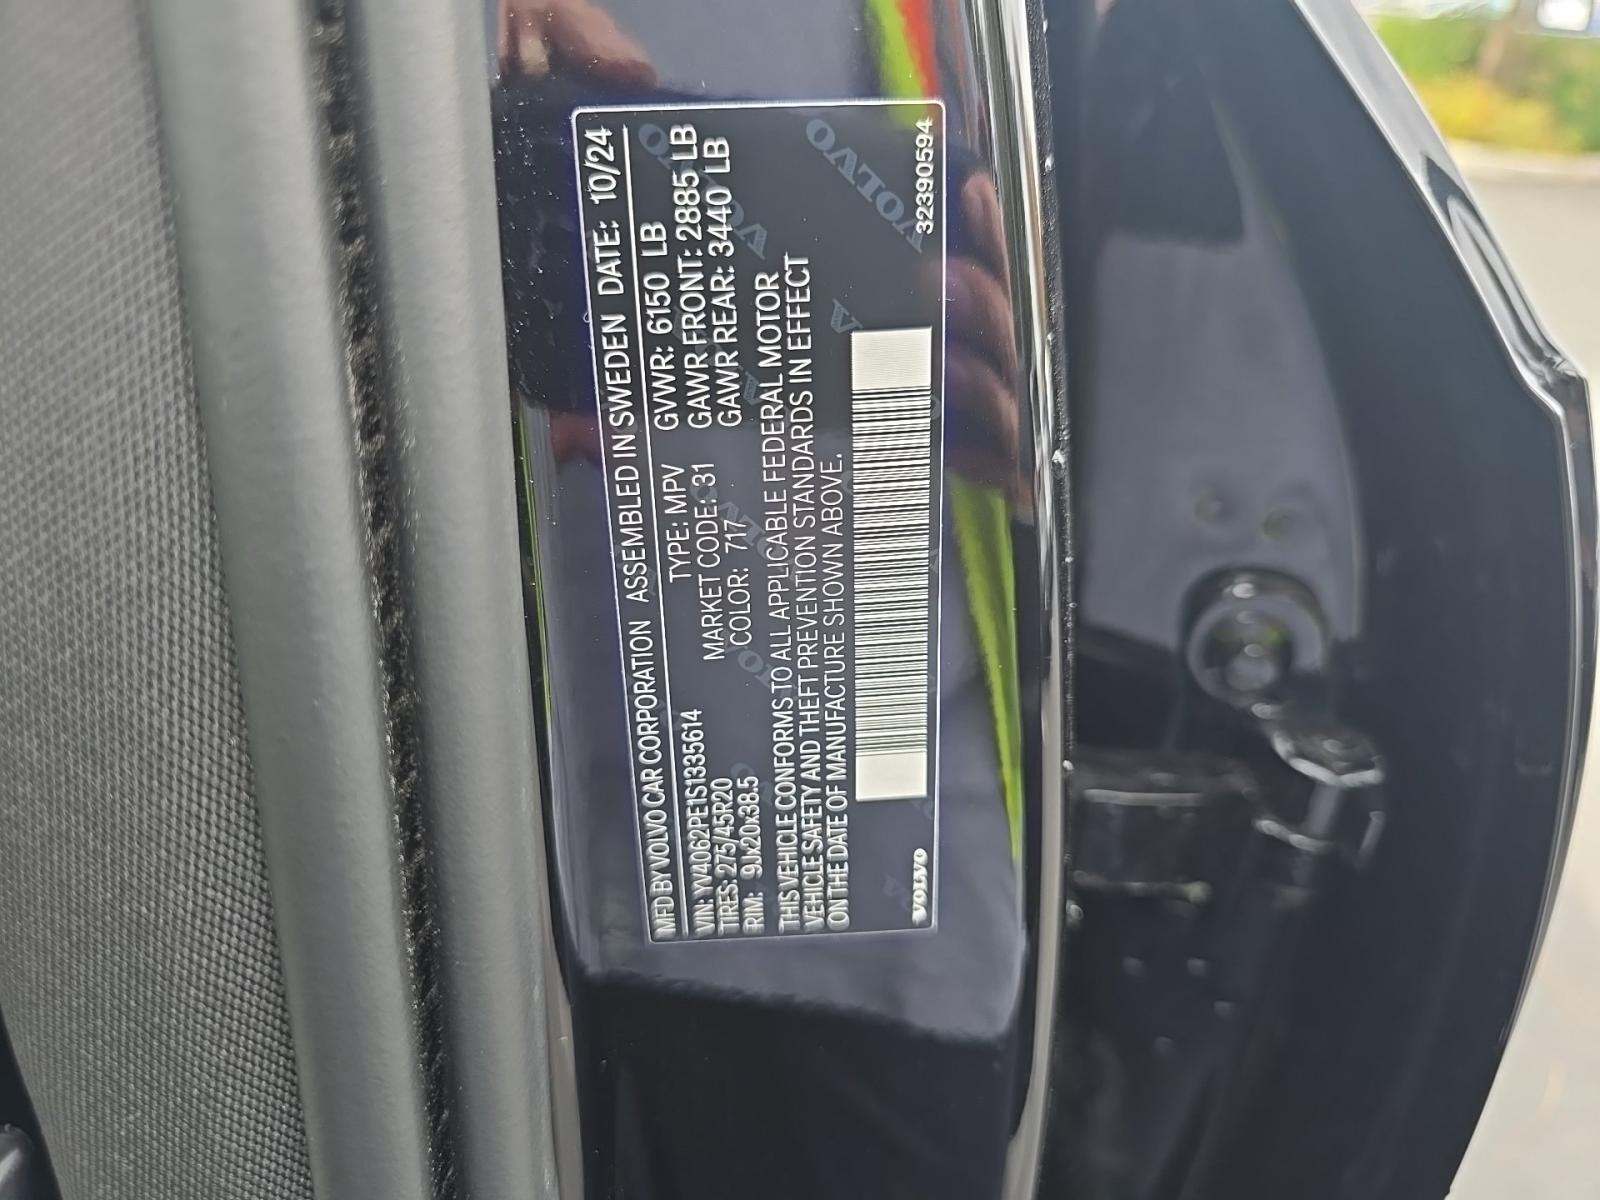 MFD BY VOLVO CAR CORPORATION ASSEMBLED IN SWEDEN DATE: 10/24
VIN: YV4062PE1S1335614 TYPE: MPV GVWR: 6150 LB
TIRES: 275/45R20 MARKET CODE: 31 GAWR FRONT: 2885 LB
RIM: 9Jx20x38.5 COLOR: 717 GAWR REAR: 3440 LB
THIS VEHICLE CONFORMS TO ALL APPLICABLE FEDERAL MOTOR
VEHICLE SAFETY AND THEFT PREVENTION STANDARDS IN EFFECT
ON THE DATE OF MANUFACTURE SHOWN ABOVE.
VOLVO 32390594